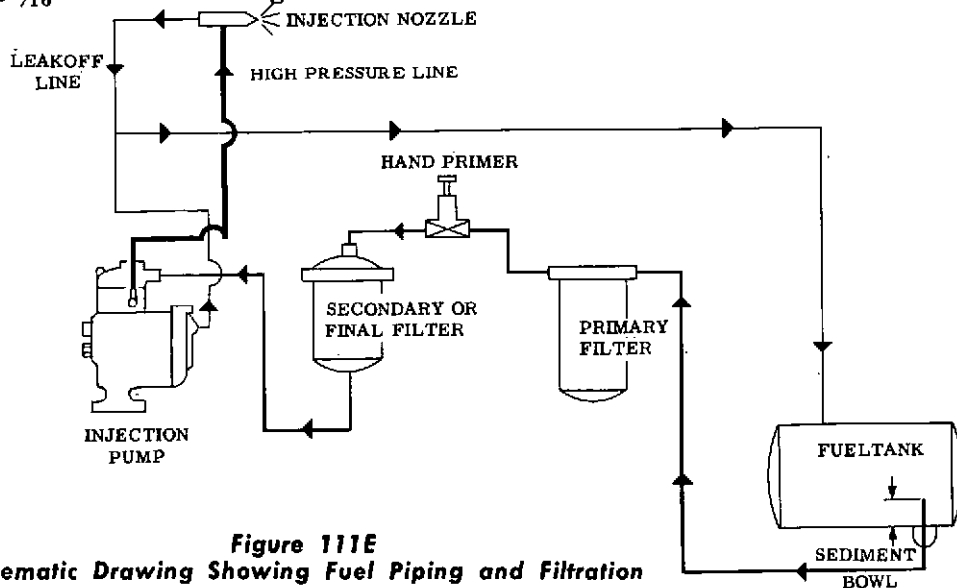 716
INJECTION NOZZLE
LEAKOFF
LINE
HIGH PRESSURE LINE
HAND PRIMER
SECONDARY OR
FINAL FILTER
PRIMARY
FILTER
INJECTION
PUMP
FUELTANK
SEDIMENT
BOWL
Figure 111E
ematic Drawing Showing Fuel Piping and Filtration